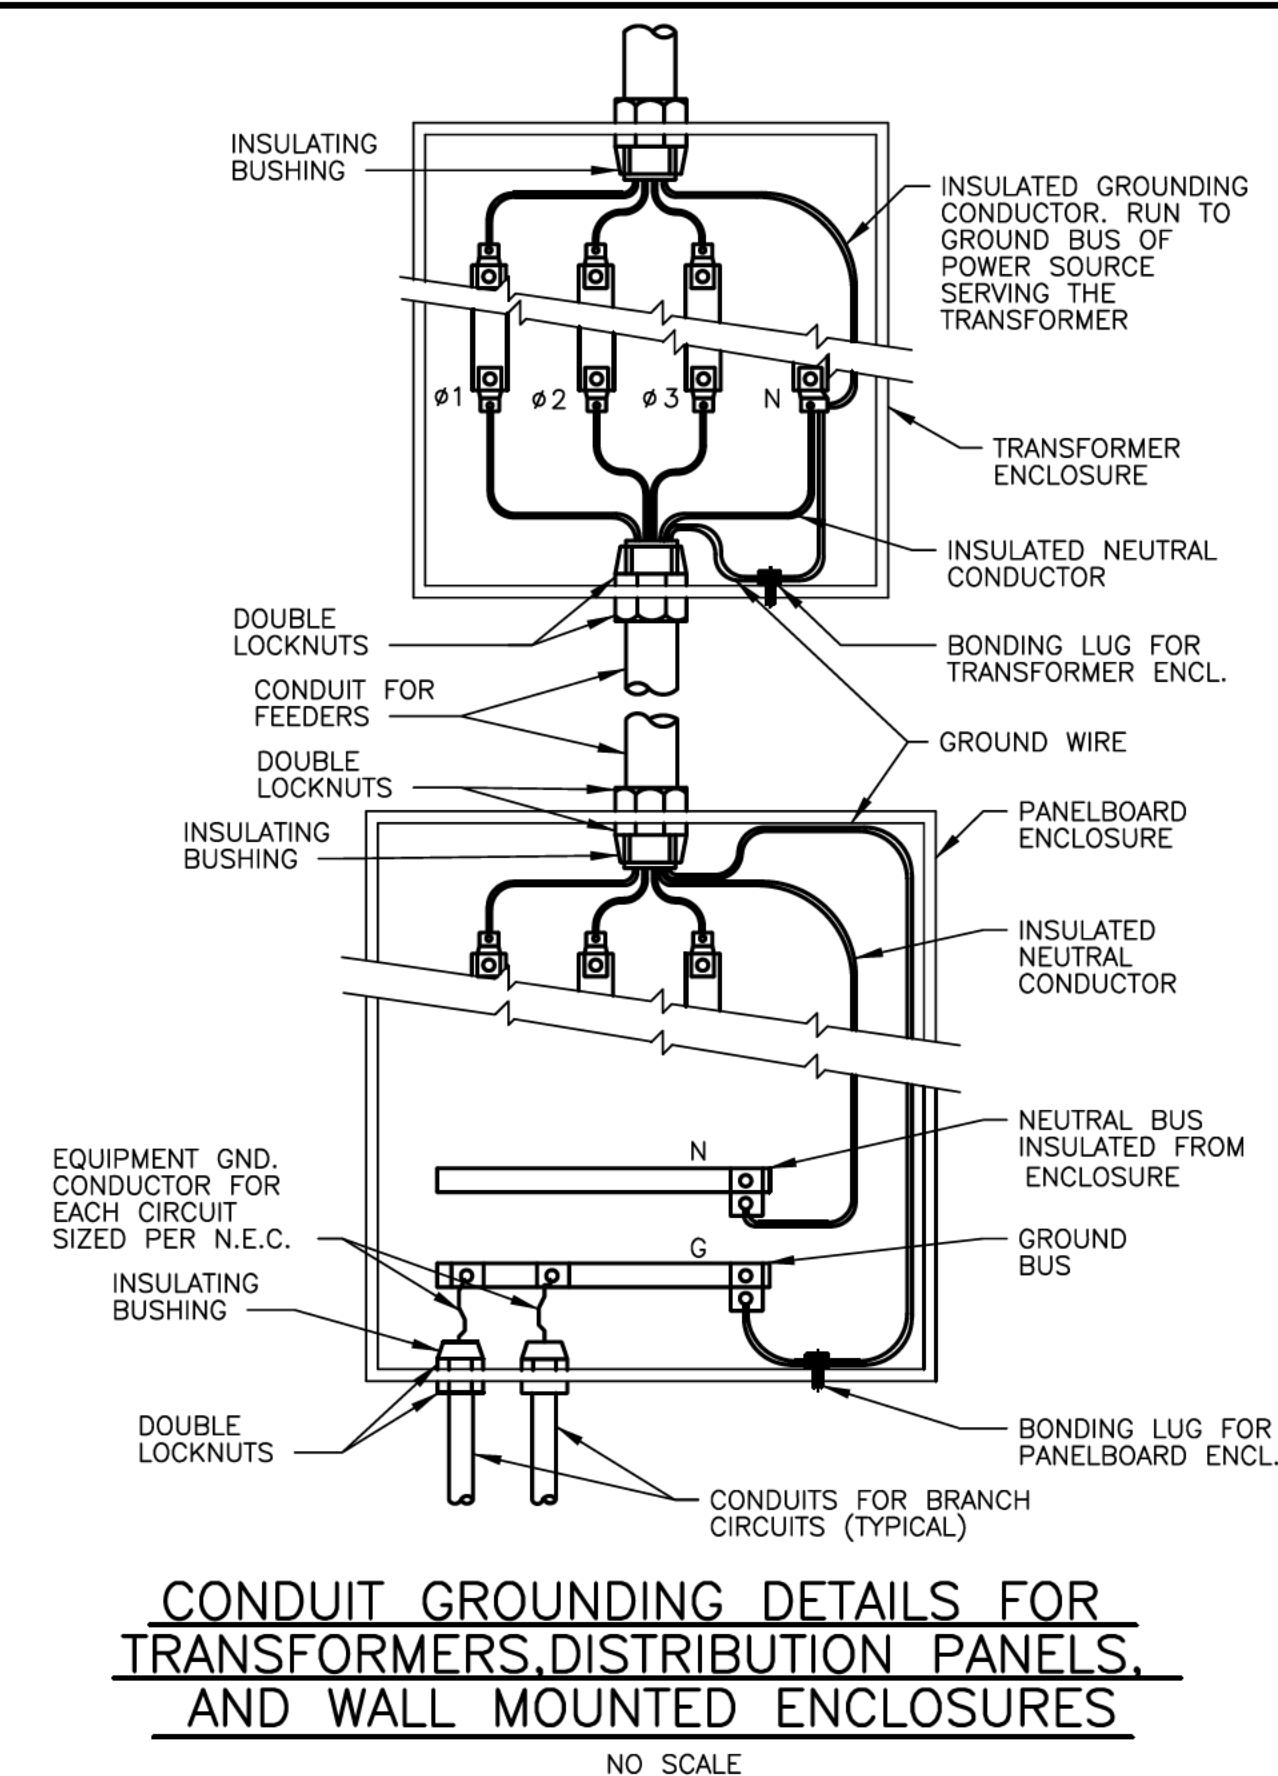 INSULATING
BUSHING
INSULATED GROUNDING
CONDUCTOR. RUN TO
GROUND BUS OF
POWER SOURCE
SERVING THE
TRANSFORMER
ø1
ø2
ø3
N
TRANSFORMER
ENCLOSURE
INSULATED NEUTRAL
CONDUCTOR
DOUBLE
LOCKNUTS
BONDING LUG FOR
TRANSFORMER ENCL.
CONDUIT FOR
FEEDERS
GROUND WIRE
DOUBLE
LOCKNUTS
PANELBOARD
ENCLOSURE
INSULATING
BUSHING
INSULATED
NEUTRAL
CONDUCTOR
NEUTRAL BUS
INSULATED FROM
ENCLOSURE
N
EQUIPMENT GND.
CONDUCTOR FOR
EACH CIRCUIT
SIZED PER N.E.C.
G
GROUND
BUS
INSULATING
BUSHING
DOUBLE
LOCKNUTS
BONDING LUG FOR
PANELBOARD ENCL.
CONDUITS FOR BRANCH
CIRCUITS (TYPICAL)
CONDUIT GROUNDING DETAILS FOR
TRANSFORMERS,DISTRIBUTION PANELS,
AND WALL MOUNTED ENCLOSURES
NO SCALE